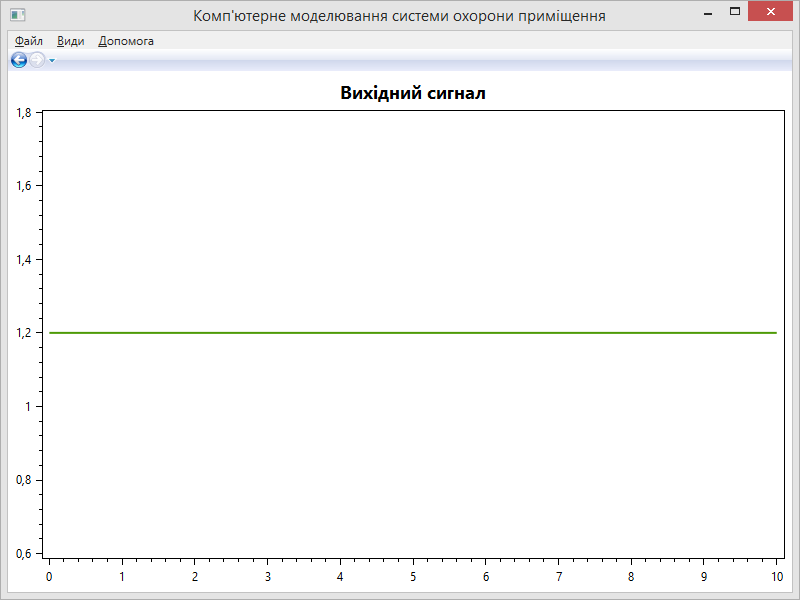 Комп'ютерне моделювання системи охорони приміщення
Файл Види Допомога
Вихідний сигнал
1,8
1,6
1,4
1,2
1
0,8
0,6
0 1 2 3 4 5 6 7 8 9 10